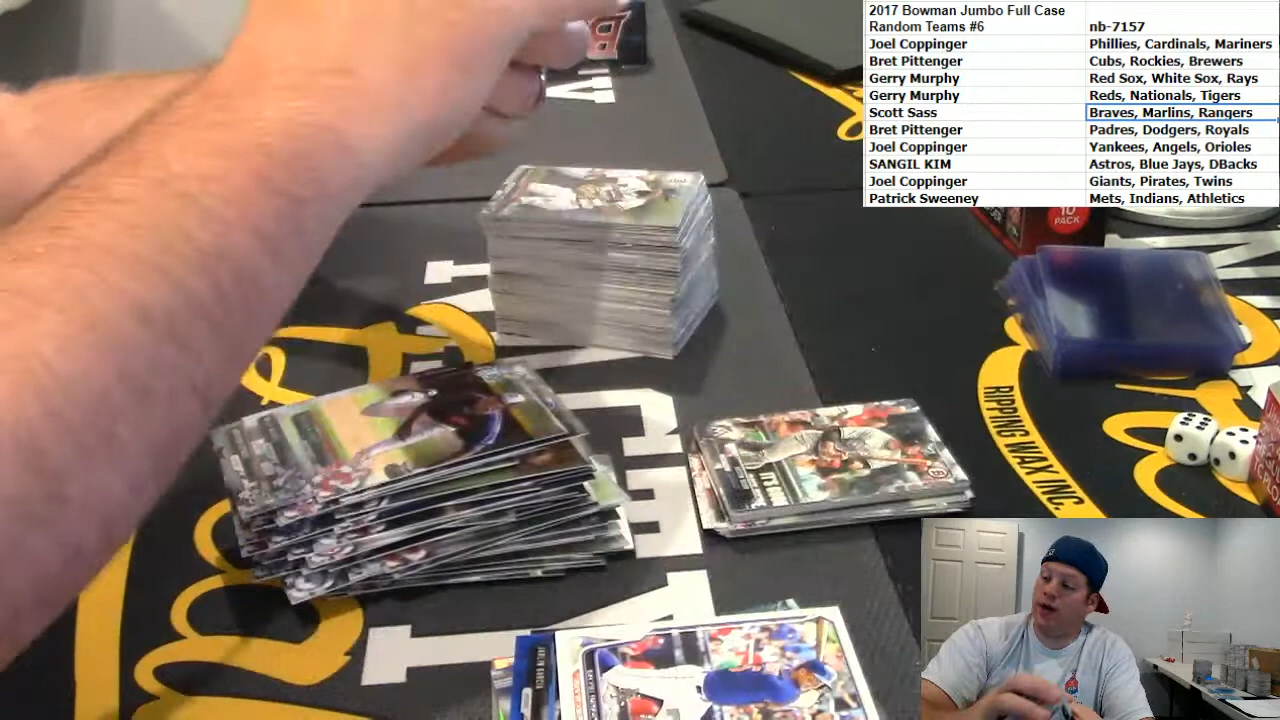 2017 Bowman Jumbo Full Case
Random Teams #6 nb-7157
Joel Coppinger Phillies, Cardinals, Mariners
Bret Pittenger Cubs, Rockies, Brewers
Gerry Murphy Red Sox, White Sox, Rays
Gerry Murphy Reds, Nationals, Tigers
Scott Sass Braves, Marlins, Rangers
Bret Pittenger Padres, Dodgers, Royals
Joel Coppinger Yankees, Angels, Orioles
SANGIL KIM Astros, Blue Jays, DBacks
Joel Coppinger Giants, Pirates, Twins
Patrick Sweeney Mets, Indians, Athletics
10
PACK
RIPPING WAX INC.
JARLIN GARCIA